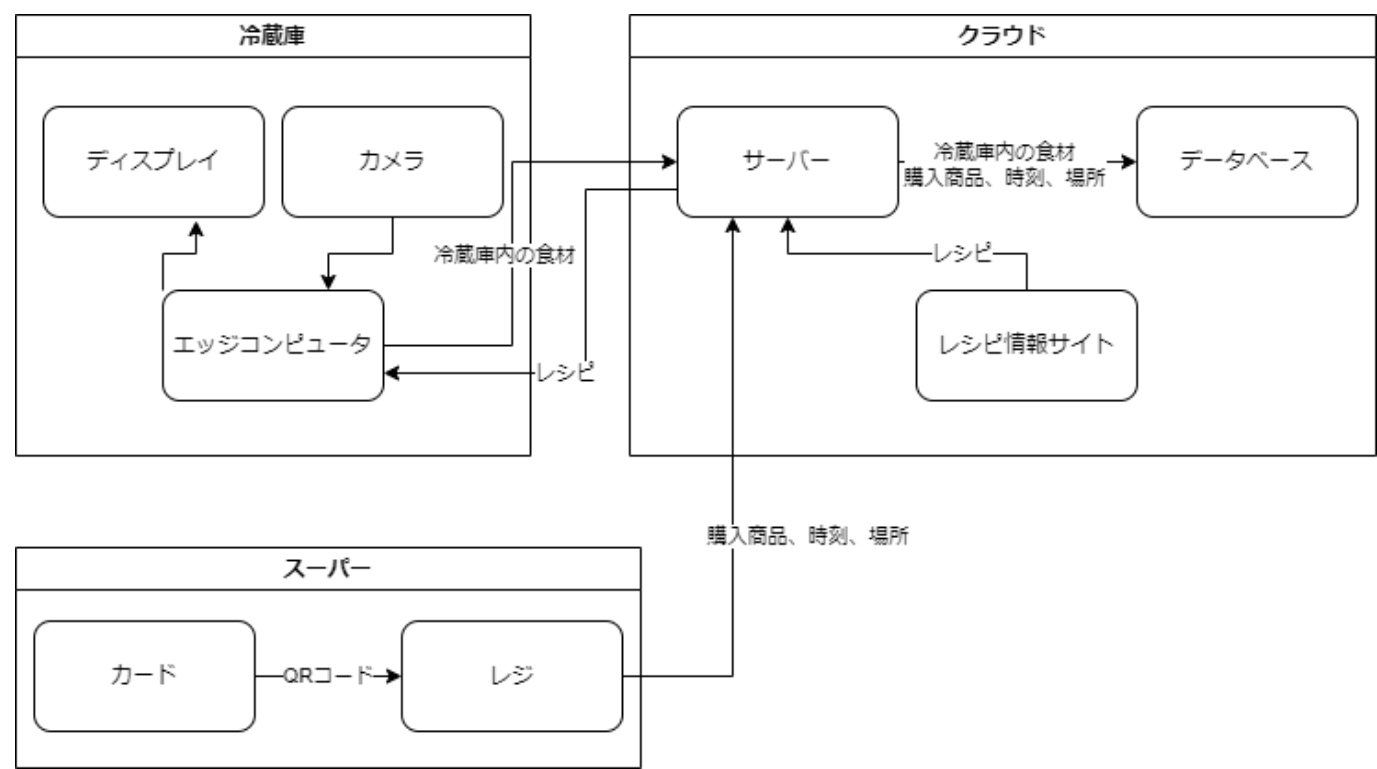 冷蔵庫
ディスプレイ
カメラ
エッジコンピュータ
冷蔵庫内の食材
レシピ
クラウド
サーバー
冷蔵庫内の食材
購入商品、時刻、場所
データベース
レシピ
レシピ情報サイト
購入商品、時刻、場所
スーパー
カード
QRコード
レジ